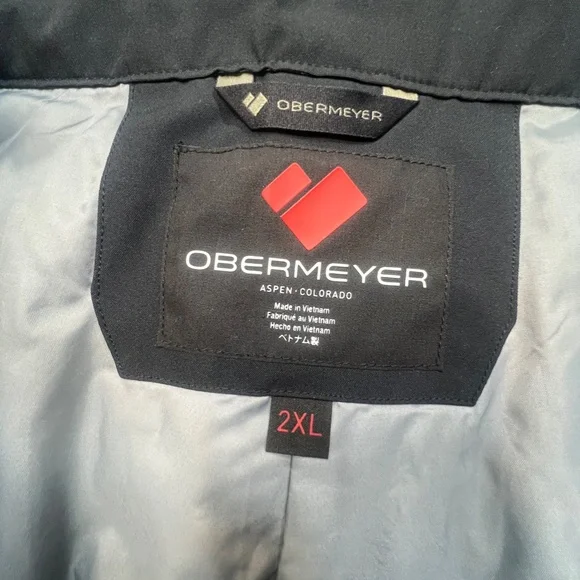 OBERMEYER
OBERMEYER
ASPEN · COLORADO
Made in Vietnam
Fabriqué au Vietnam
Hecho en Vietnam
ベトナム製
2XL